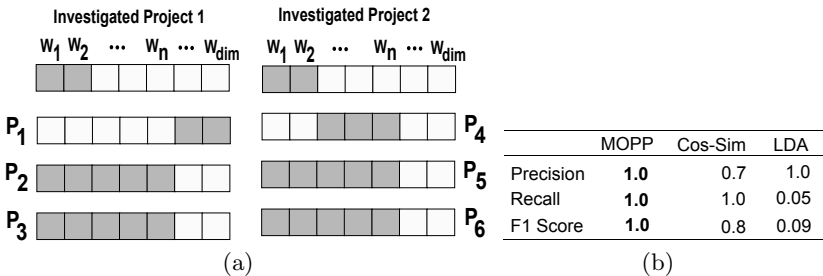 Investigated Project 1
w1 w2 ... wn ... wdim
P1
P2
P3
Investigated Project 2
w1 w2 ... wn ... wdim
P4
P5
P6
(a)
MOPP Cos-Sim LDA
Precision 1.0 0.7 1.0
Recall 1.0 1.0 0.05
F1 Score 1.0 0.8 0.09
(b)